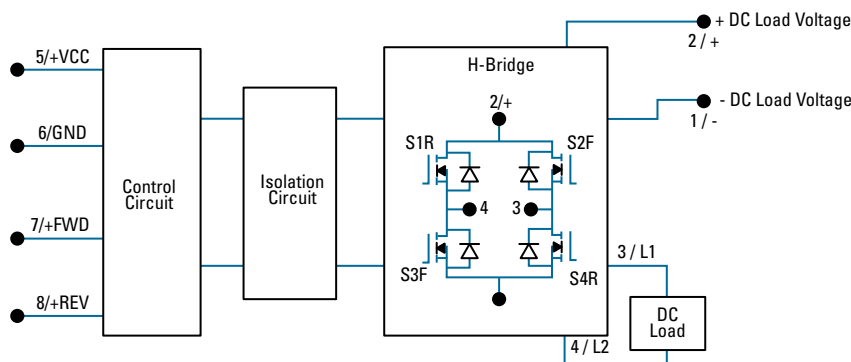 + DC Load Voltage
2 / +
5/+VCC
H-Bridge
- DC Load Voltage
1 / -
2/+
6/GND
S1R
S2F
Control
Circuit
Isolation
Circuit
4
3
7/+FWD
S3F
S4R
3 / L1
8/+REV
DC
Load
4 / L2